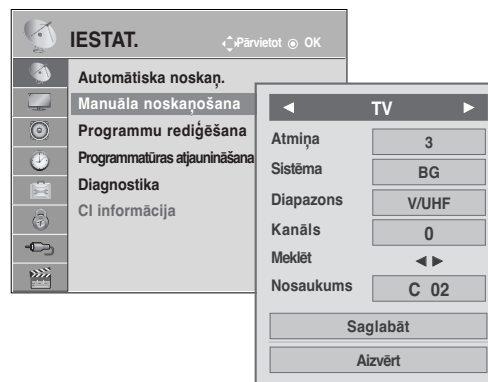 IESTAT.
Pārvietot OK
Automātiska noskaņ.
Manuāla noskaņošana
Programmu rediģēšana
Programmatūras atjaunināšana
Diagnostika
CI informācija
◄ TV ►
Atmiņa 3
Sistēma BG
Diapazons V/UHF
Kanāls 0
Meklēt ◄ ►
Nosaukums C 02
Saglabāt
Aizvērt